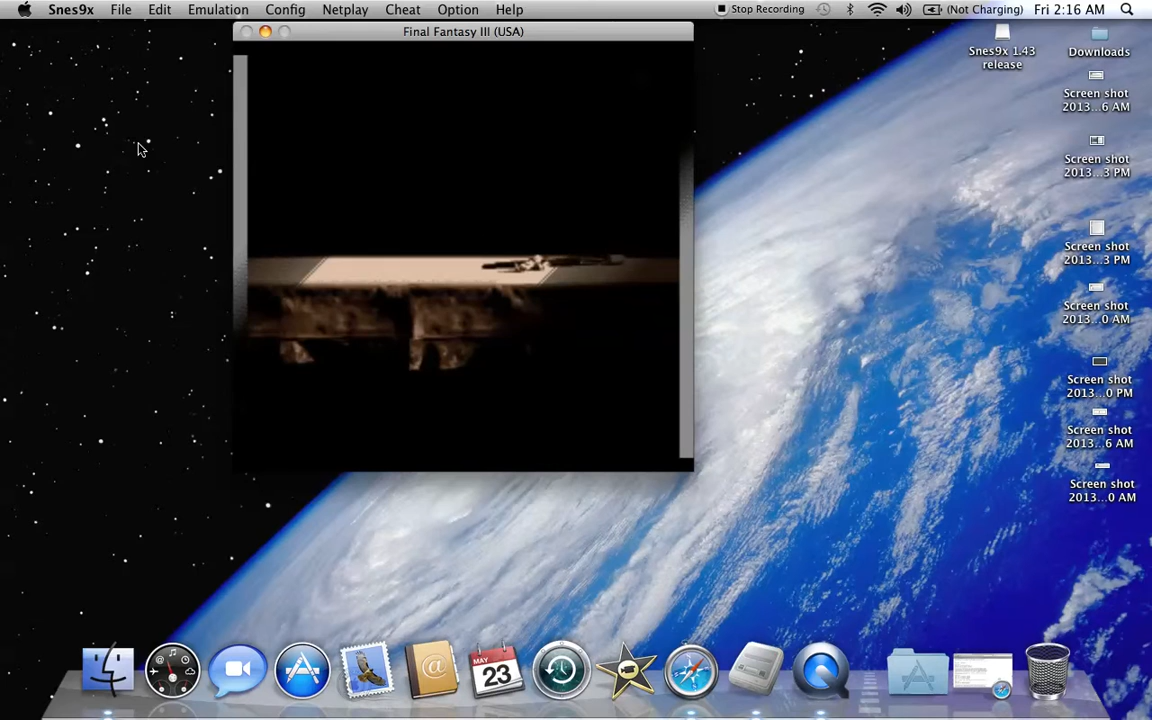 Snes9x File Edit Emulation Config Netplay Cheat Option Help Stop Recording (Not Charging) Fri 2:16 AM
Final Fantasy III (USA)
Snes9x 1.43
release
Downloads
Screen shot
2013...6 AM
Screen shot
2013...3 PM
Screen shot
2013...3 PM
Screen shot
2013...0 AM
Screen shot
2013...0 PM
Screen shot
2013...6 AM
Screen shot
2013...0 AM
MAY
23